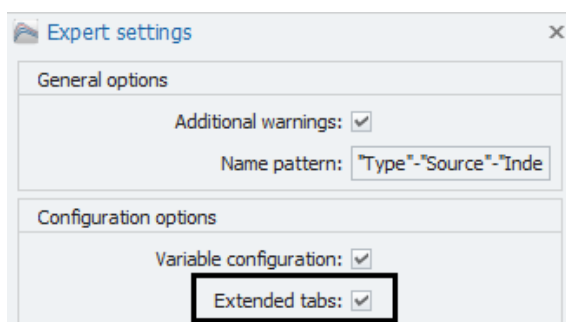 Expert settings
General options
Additional warnings:
Name pattern: "Type"-"Source"-"Inde
Configuration options
Variable configuration:
Extended tabs: